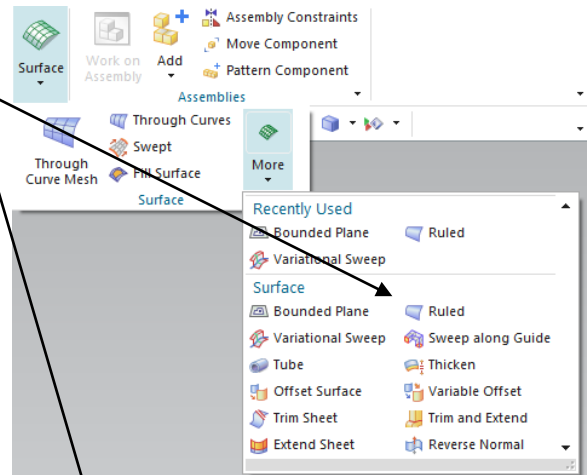 Surface
Work on
Assembly
Add
Assembly Constraints
Move Component
Pattern Component
Assemblies
Through
Curve Mesh
Through Curves
Swept
Fill Surface
More
Surface
Recently Used
Bounded Plane
Ruled
Variational Sweep
Surface
Bounded Plane
Ruled
Variational Sweep
Sweep along Guide
Tube
Thicken
Offset Surface
Variable Offset
Trim Sheet
Trim and Extend
Extend Sheet
Reverse Normal